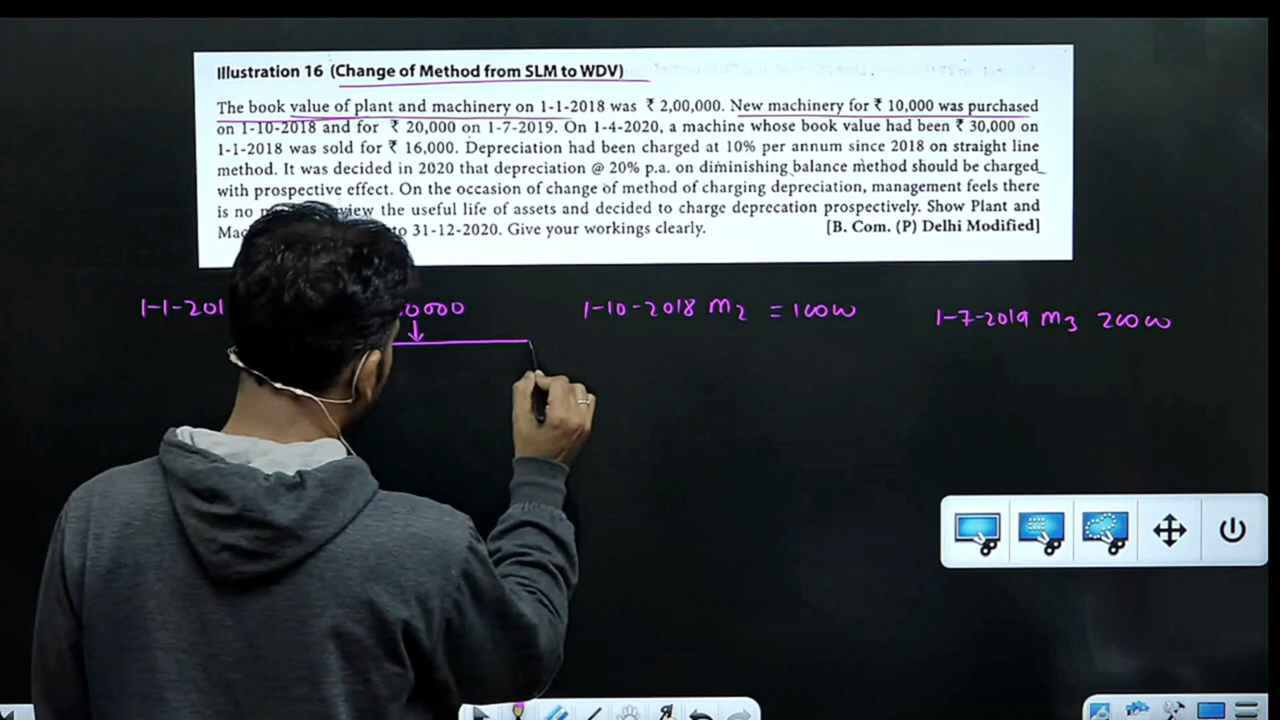 Illustration 16 (Change of Method from SLM to WDV)
The book value of plant and machinery on 1-1-2018 was ₹ 2,00,000. New machinery for ₹ 10,000 was purchased
on 1-10-2018 and for ₹ 20,000 on 1-7-2019. On 1-4-2020, a machine whose book value had been ₹ 30,000 on
1-1-2018 was sold for ₹ 16,000. Depreciation had been charged at 10% per annum since 2018 on straight line
method. It was decided in 2020 that depreciation @ 20% p.a. on diminishing balance method should be charged
with prospective effect. On the occasion of change of method of charging depreciation, management feels there
is no view the useful life of assets and decided to charge deprecation prospectively. Show Plant and
Mac to 31-12-2020. Give your workings clearly. [B. Com. (P) Delhi Modified]
1-1-201 0000 1-10-2018 m2 = 10000 1-7-2019 m3 20000